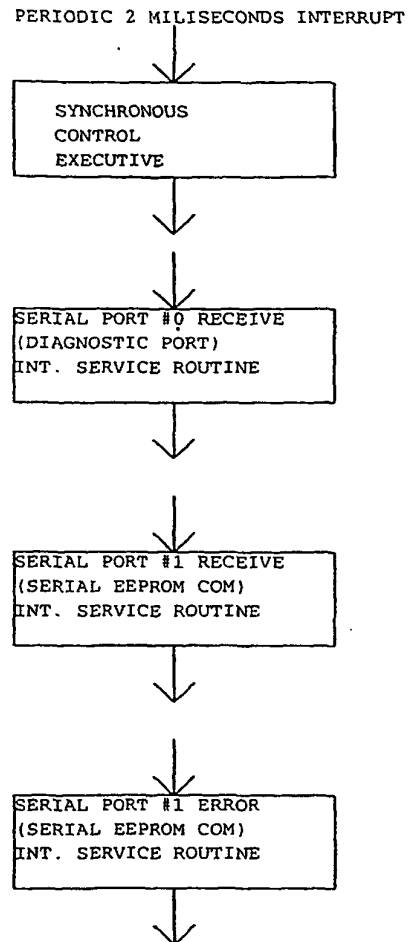 PERIODIC 2 MILISECONDS INTERRUPT
SYNCHRONOUS
CONTROL
EXECUTIVE
SERIAL PORT #0 RECEIVE
(DIAGNOSTIC PORT)
INT. SERVICE ROUTINE
SERIAL PORT #1 RECEIVE
(SERIAL EEPROM COM)
INT. SERVICE ROUTINE
SERIAL PORT #1 ERROR
(SERIAL EEPROM COM)
INT. SERVICE ROUTINE